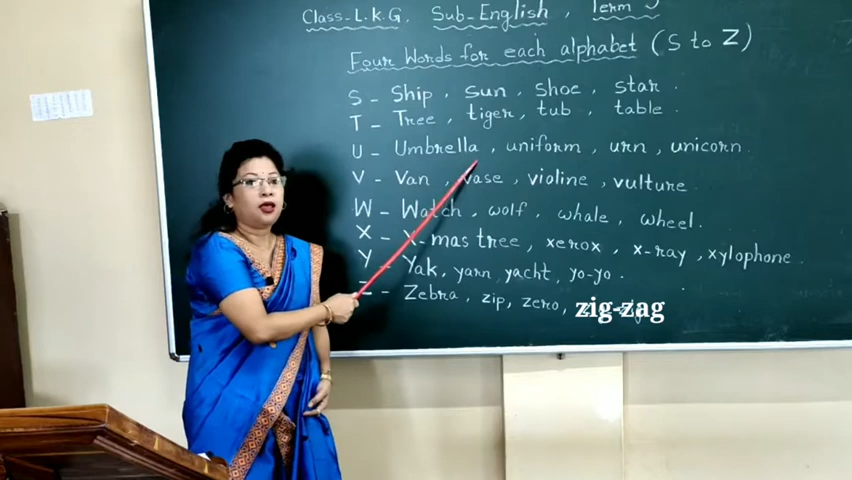 Class-L.k.G. Sub-English, Term
Four Words for each alphabet (S to Z)
S - Ship, sun, shoe, star.
T - Tree, tiger, tub, table.
U - Umbrella, uniform, urn, unicorn.
V - Van, vase, violine, vulture.
W - Watch, wolf, whale, wheel.
X - X-mas tree, xerox, x-ray, xylophone.
Y - Yak, yarn, yacht, yo-yo.
Z - Zebra, zip, zero, zig-zag